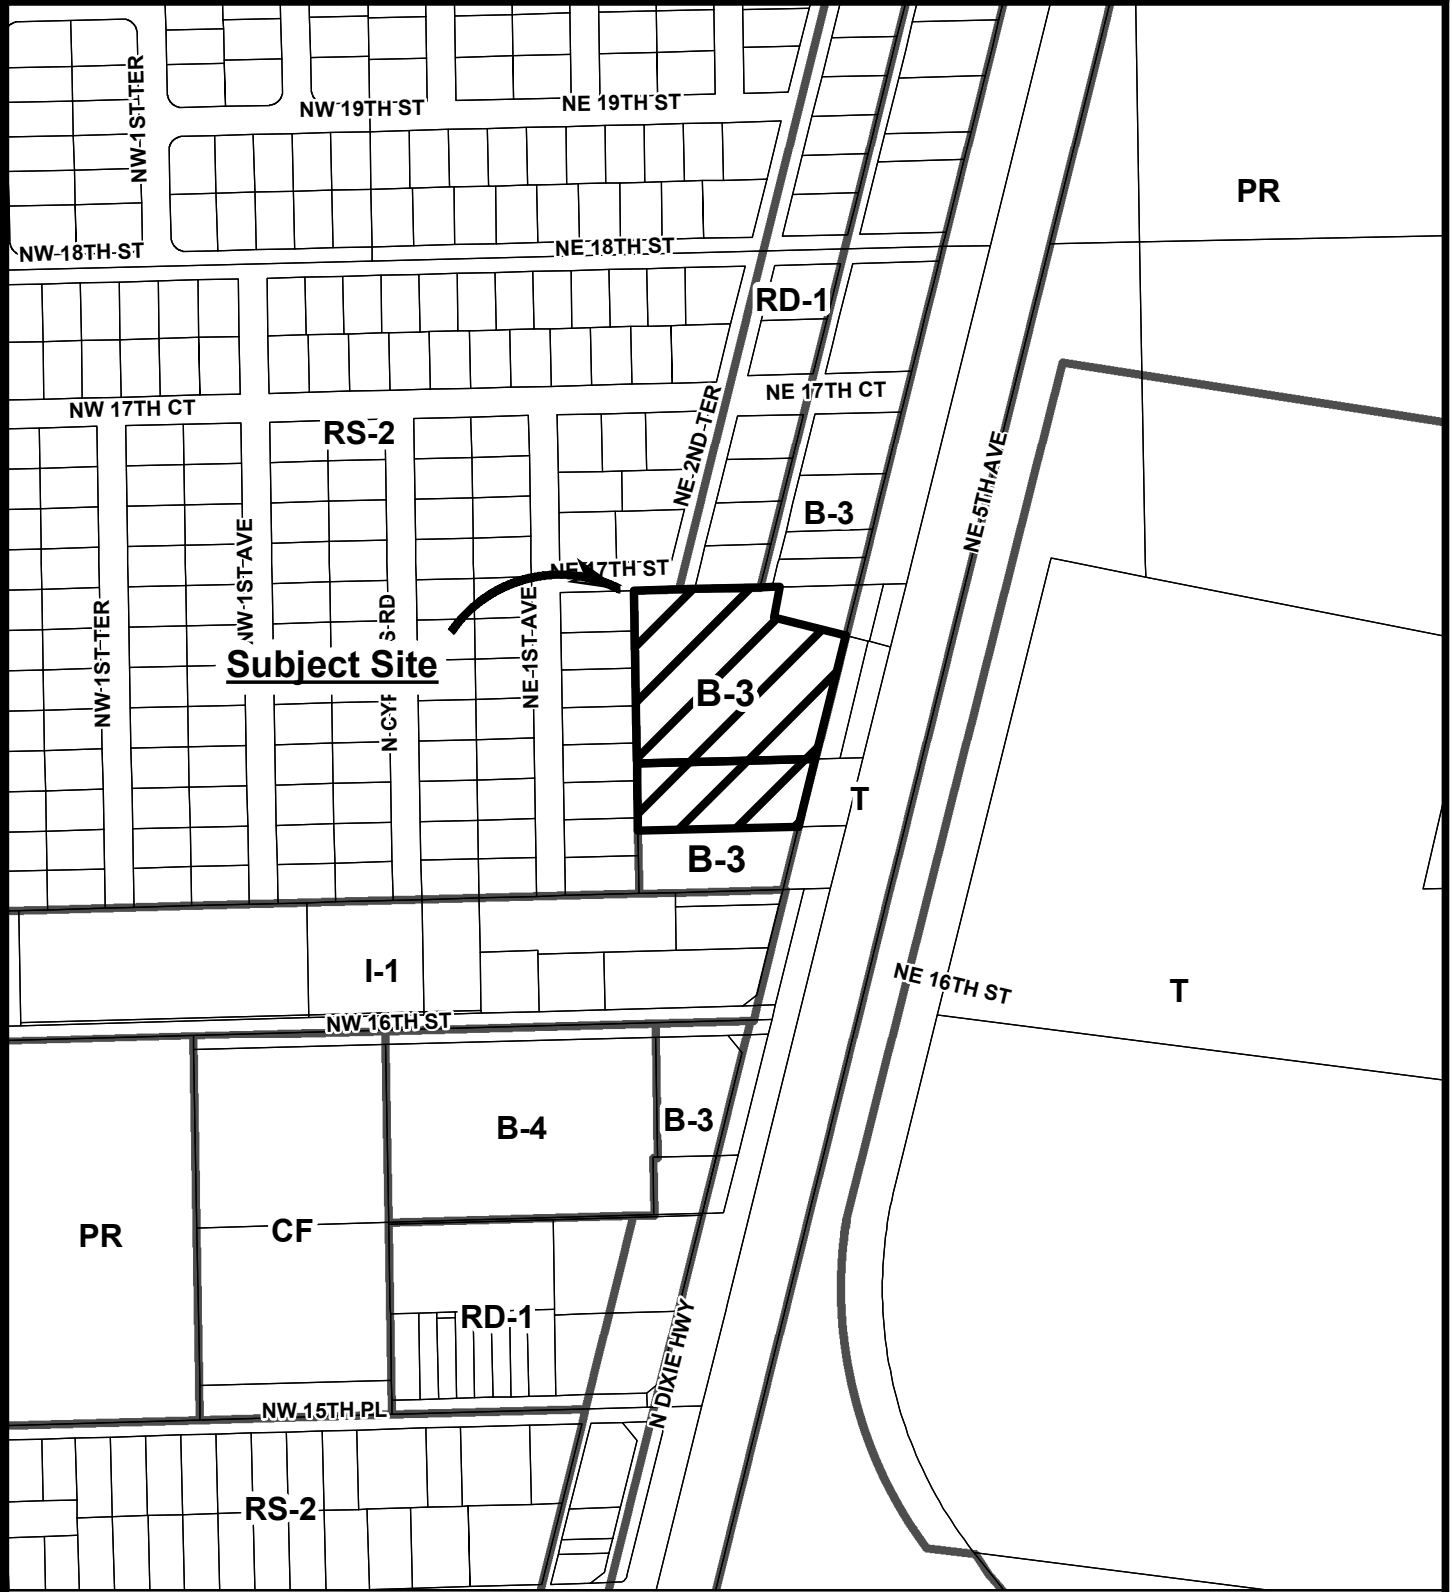 NW 1ST TER
NW 19TH ST
NE 19TH ST
PR
NW 18TH ST
NE 18TH ST
RD-1
NE 2ND TER
NE 17TH CT
NW 17TH CT
RS-2
NE 5TH AVE
B-3
NE 17TH ST
NW 1ST TER
NW 1ST AVE
NE 1ST AVE
Subject Site
B-3
T
B-3
I-1
NE 16TH ST
T
NW 16TH ST
B-4
B-3
PR
CF
RD-1
N DIXIE HWY
NW 15TH PL
RS-2